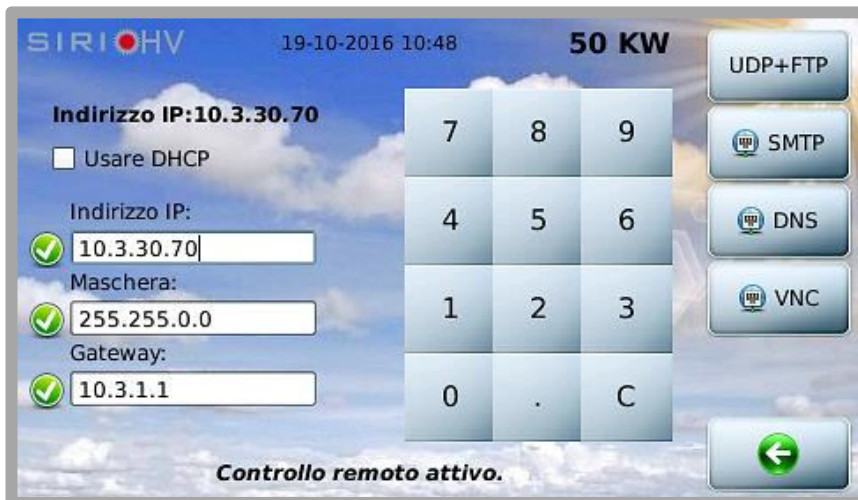 SIRIO HV
19-10-2016 10:48
50 KW
Indirizzo IP:10.3.30.70
Usare DHCP
Indirizzo IP:
10.3.30.70
Maschera:
255.255.0.0
Gateway:
10.3.1.1
7 8 9
4 5 6
1 2 3
0 . C
UDP+FTP
SMTP
DNS
VNC
Controllo remoto attivo.